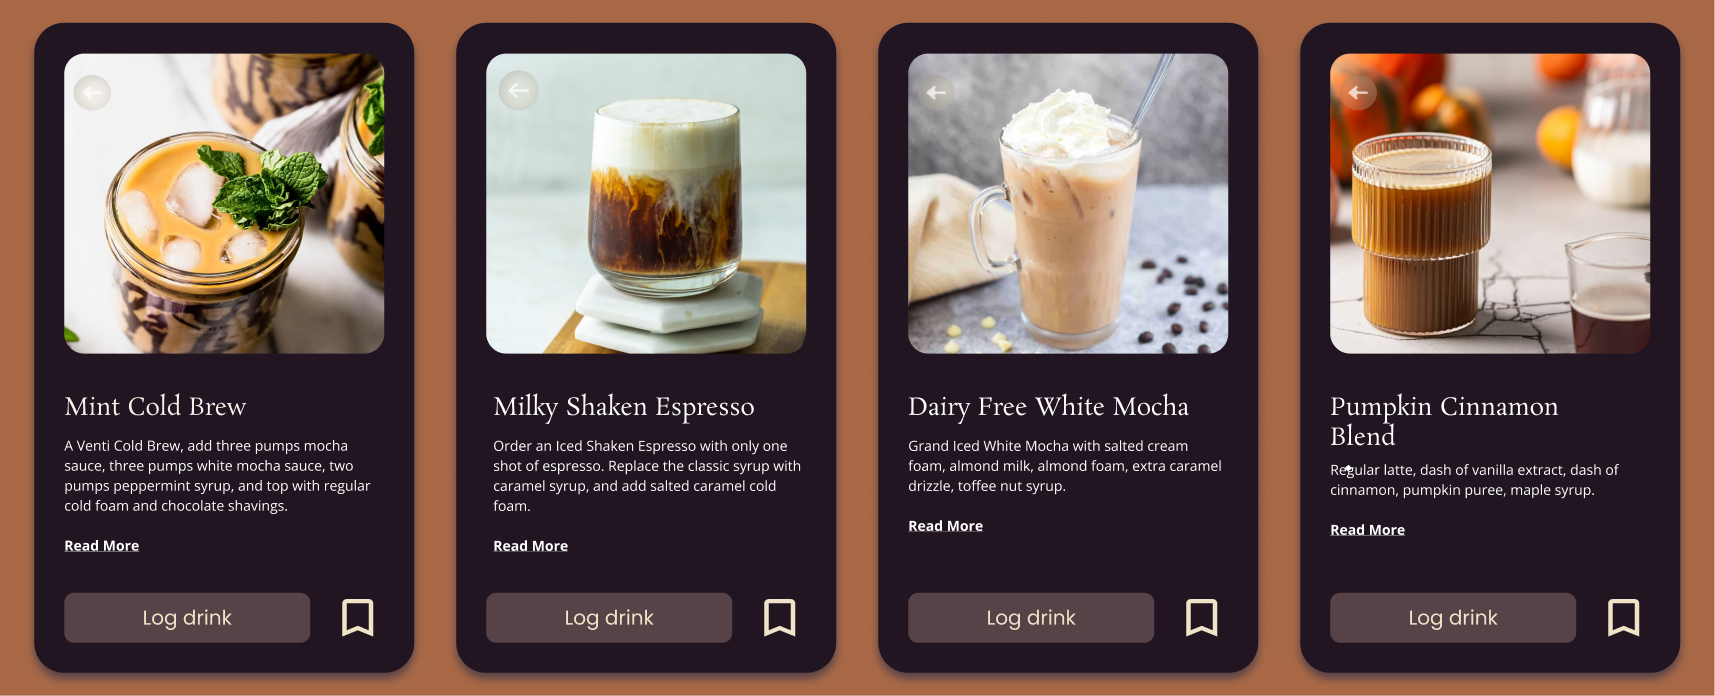 Mint Cold Brew
A Venti Cold Brew, add three pumps mocha
sauce, three pumps white mocha sauce, two
pumps peppermint syrup, and top with regular
cold foam and chocolate shavings.
Read More
Log drink
Milky Shaken Espresso
Order an Iced Shaken Espresso with only one
shot of espresso. Replace the classic syrup with
caramel syrup, and add salted caramel cold
foam.
Read More
Log drink
Dairy Free White Mocha
Grand Iced White Mocha with salted cream
foam, almond milk, almond foam, extra caramel
drizzle, toffee nut syrup.
Read More
Log drink
Pumpkin Cinnamon
Blend
Regular latte, dash of vanilla extract, dash of
cinnamon, pumpkin puree, maple syrup.
Read More
Log drink